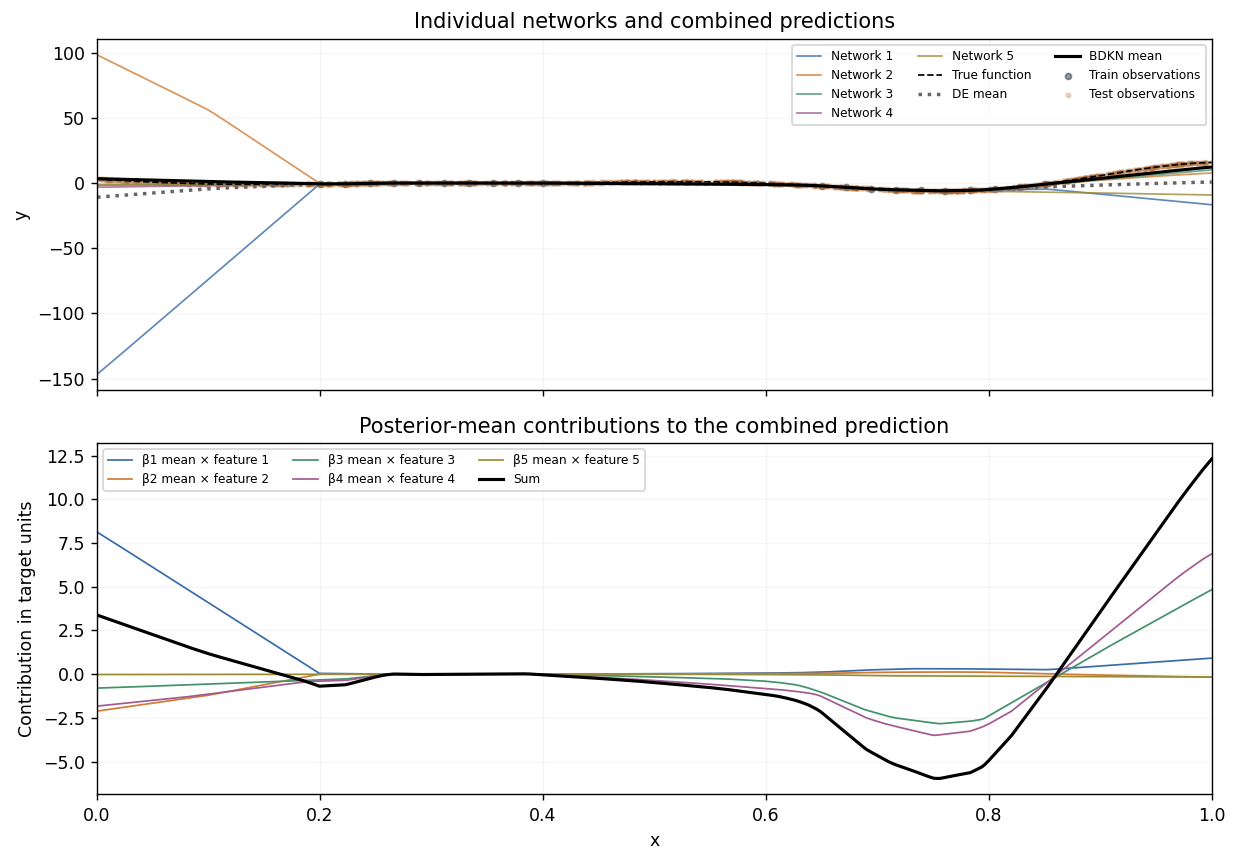 Individual networks and combined predictions
100
50
0
−50
−100
−150
y
Network 1
Network 2
Network 3
Network 4
Network 5
True function
DE mean
BDKN mean
Train observations
Test observations
Posterior-mean contributions to the combined prediction
12.5
10.0
7.5
5.0
2.5
0.0
−2.5
−5.0
Contribution in target units
β1 mean × feature 1
β2 mean × feature 2
β3 mean × feature 3
β4 mean × feature 4
β5 mean × feature 5
Sum
0.0 0.2 0.4 0.6 0.8 1.0
x